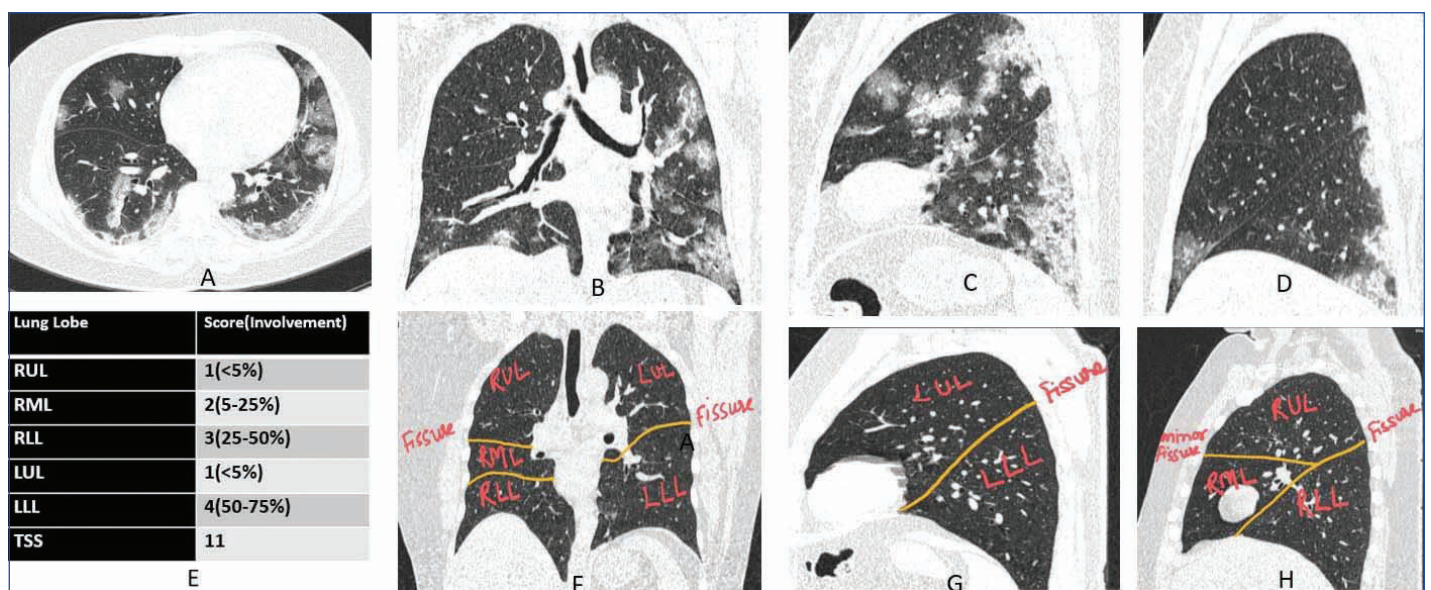 A
B
C
D
Lung Lobe Score(Involvement)
RUL 1(<5%)
RML 2(5-25%)
RLL 3(25-50%)
LUL 1(<5%)
LLL 4(50-75%)
TSS 11
E
RUL LUL
Fissure fissure
A
RML
RLL LLL
F
LUL Fissure
LLL
G
RUL
minor Fissure
fissure
RML RLL
H